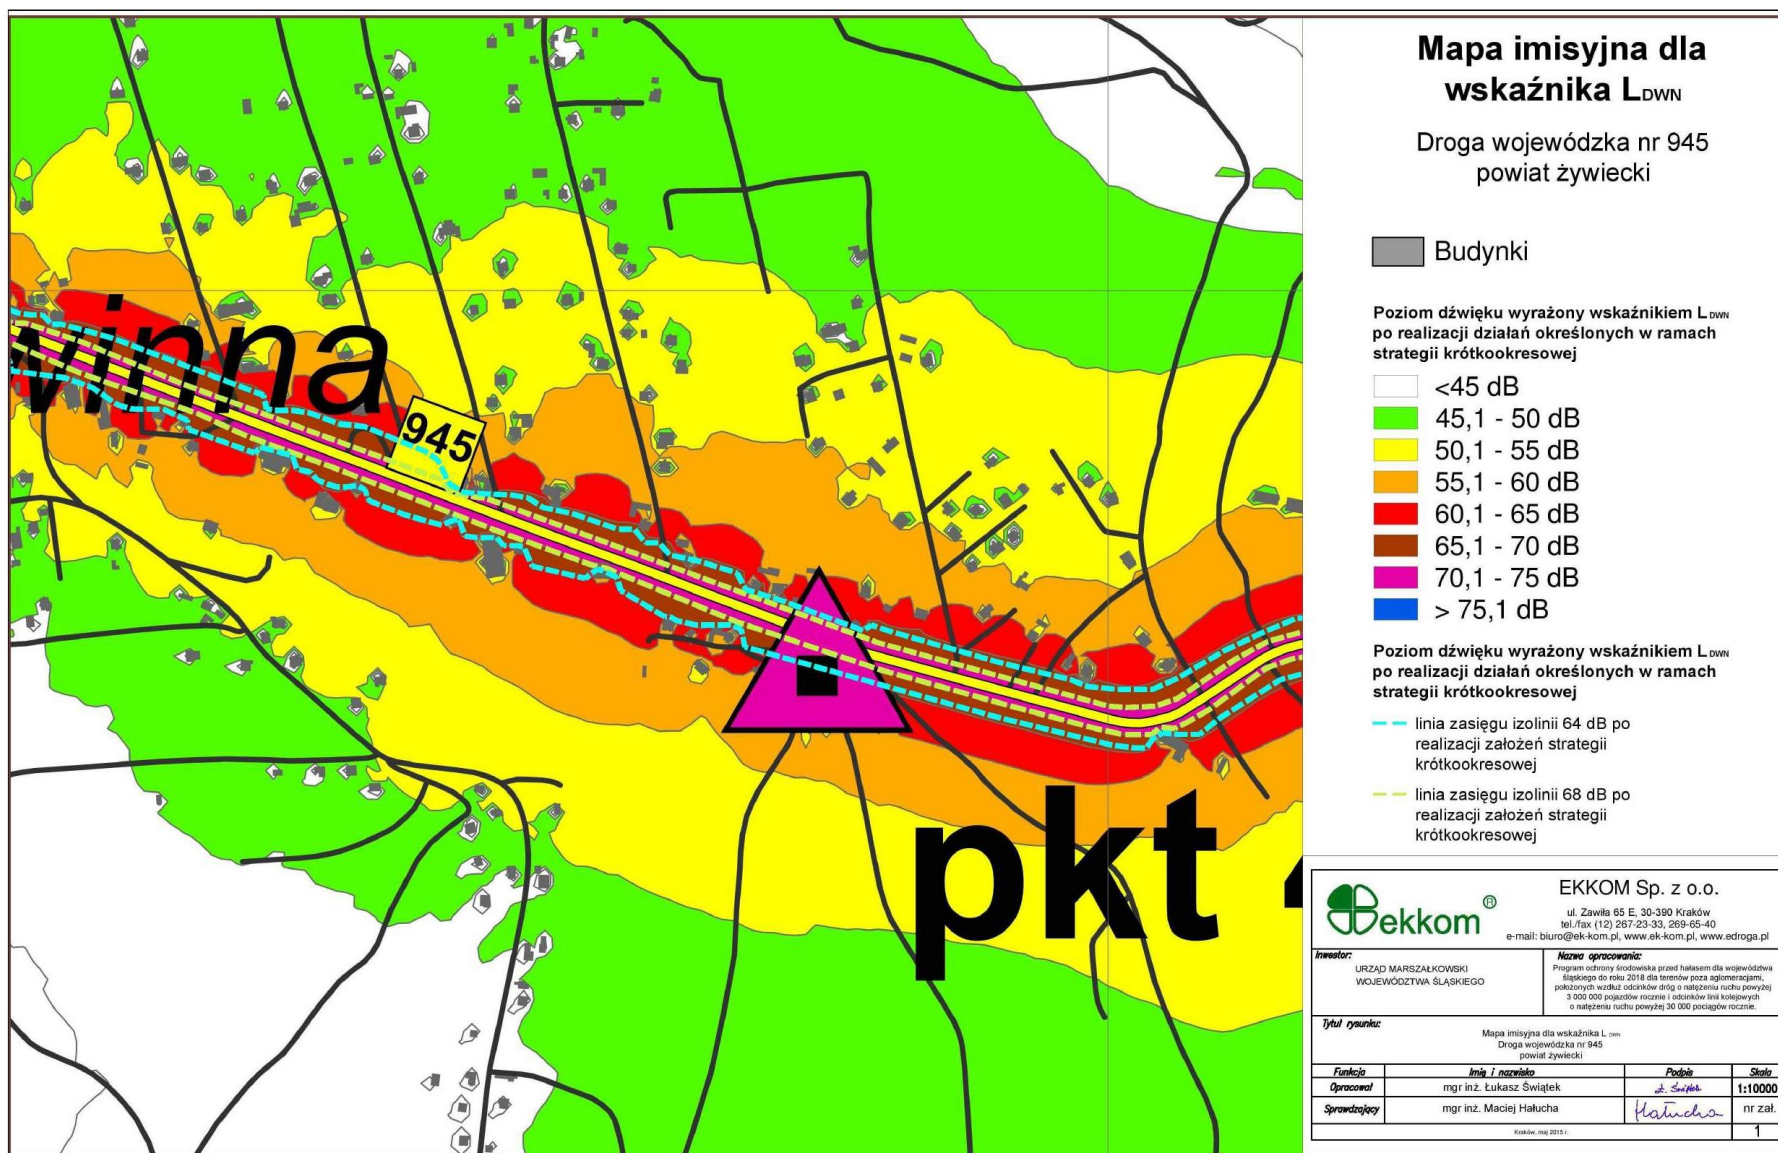 winna
945
pkt 4
Mapa imisyjna dla
wskaźnika LDWN
Droga wojewódzka nr 945
powiat żywiecki
Budynki
Poziom dźwięku wyrażony wskaźnikiem LDWN
po realizacji działań określonych w ramach
strategii krótkookresowej
<45 dB
45,1 - 50 dB
50,1 - 55 dB
55,1 - 60 dB
60,1 - 65 dB
65,1 - 70 dB
70,1 - 75 dB
> 75,1 dB
Poziom dźwięku wyrażony wskaźnikiem LDWN
po realizacji działań określonych w ramach
strategii krótkookresowej
linia zasięgu izolinii 64 dB po
realizacji założeń strategii
krótkookresowej
linia zasięgu izolinii 68 dB po
realizacji założeń strategii
krótkookresowej
ekkom®
EKKOM Sp. z o.o.
ul. Zawiła 65 E, 30-390 Kraków
tel./fax (12) 267-23-33, 269-65-40
e-mail: biuro@ek-kom.pl, www.ek-kom.pl, www.edroga.pl
Inwestor:
URZĄD MARSZAŁKOWSKI
WOJEWÓDZTWA ŚLĄSKIEGO
Nazwa opracowania:
Program ochrony środowiska przed hałasem dla województwa
śląskiego do roku 2018 dla terenów poza aglomeracjami,
położonych wzdłuż odcinków dróg o natężeniu ruchu powyżej
3 000 000 pojazdów rocznie i odcinków linii kolejowych
o natężeniu ruchu powyżej 30 000 pociągów rocznie.
Tytuł rysunku:
Mapa imisyjna dla wskaźnika L DWN
Droga wojewódzka nr 945
powiat żywiecki
Funkcja Imię i nazwisko Podpis Skala
Opracował mgr inż. Łukasz Świątek Ł. Świątek 1:10000
Sprawdzający mgr inż. Maciej Hałucha Hałucha nr zał.
Kraków, maj 2015 r. 1